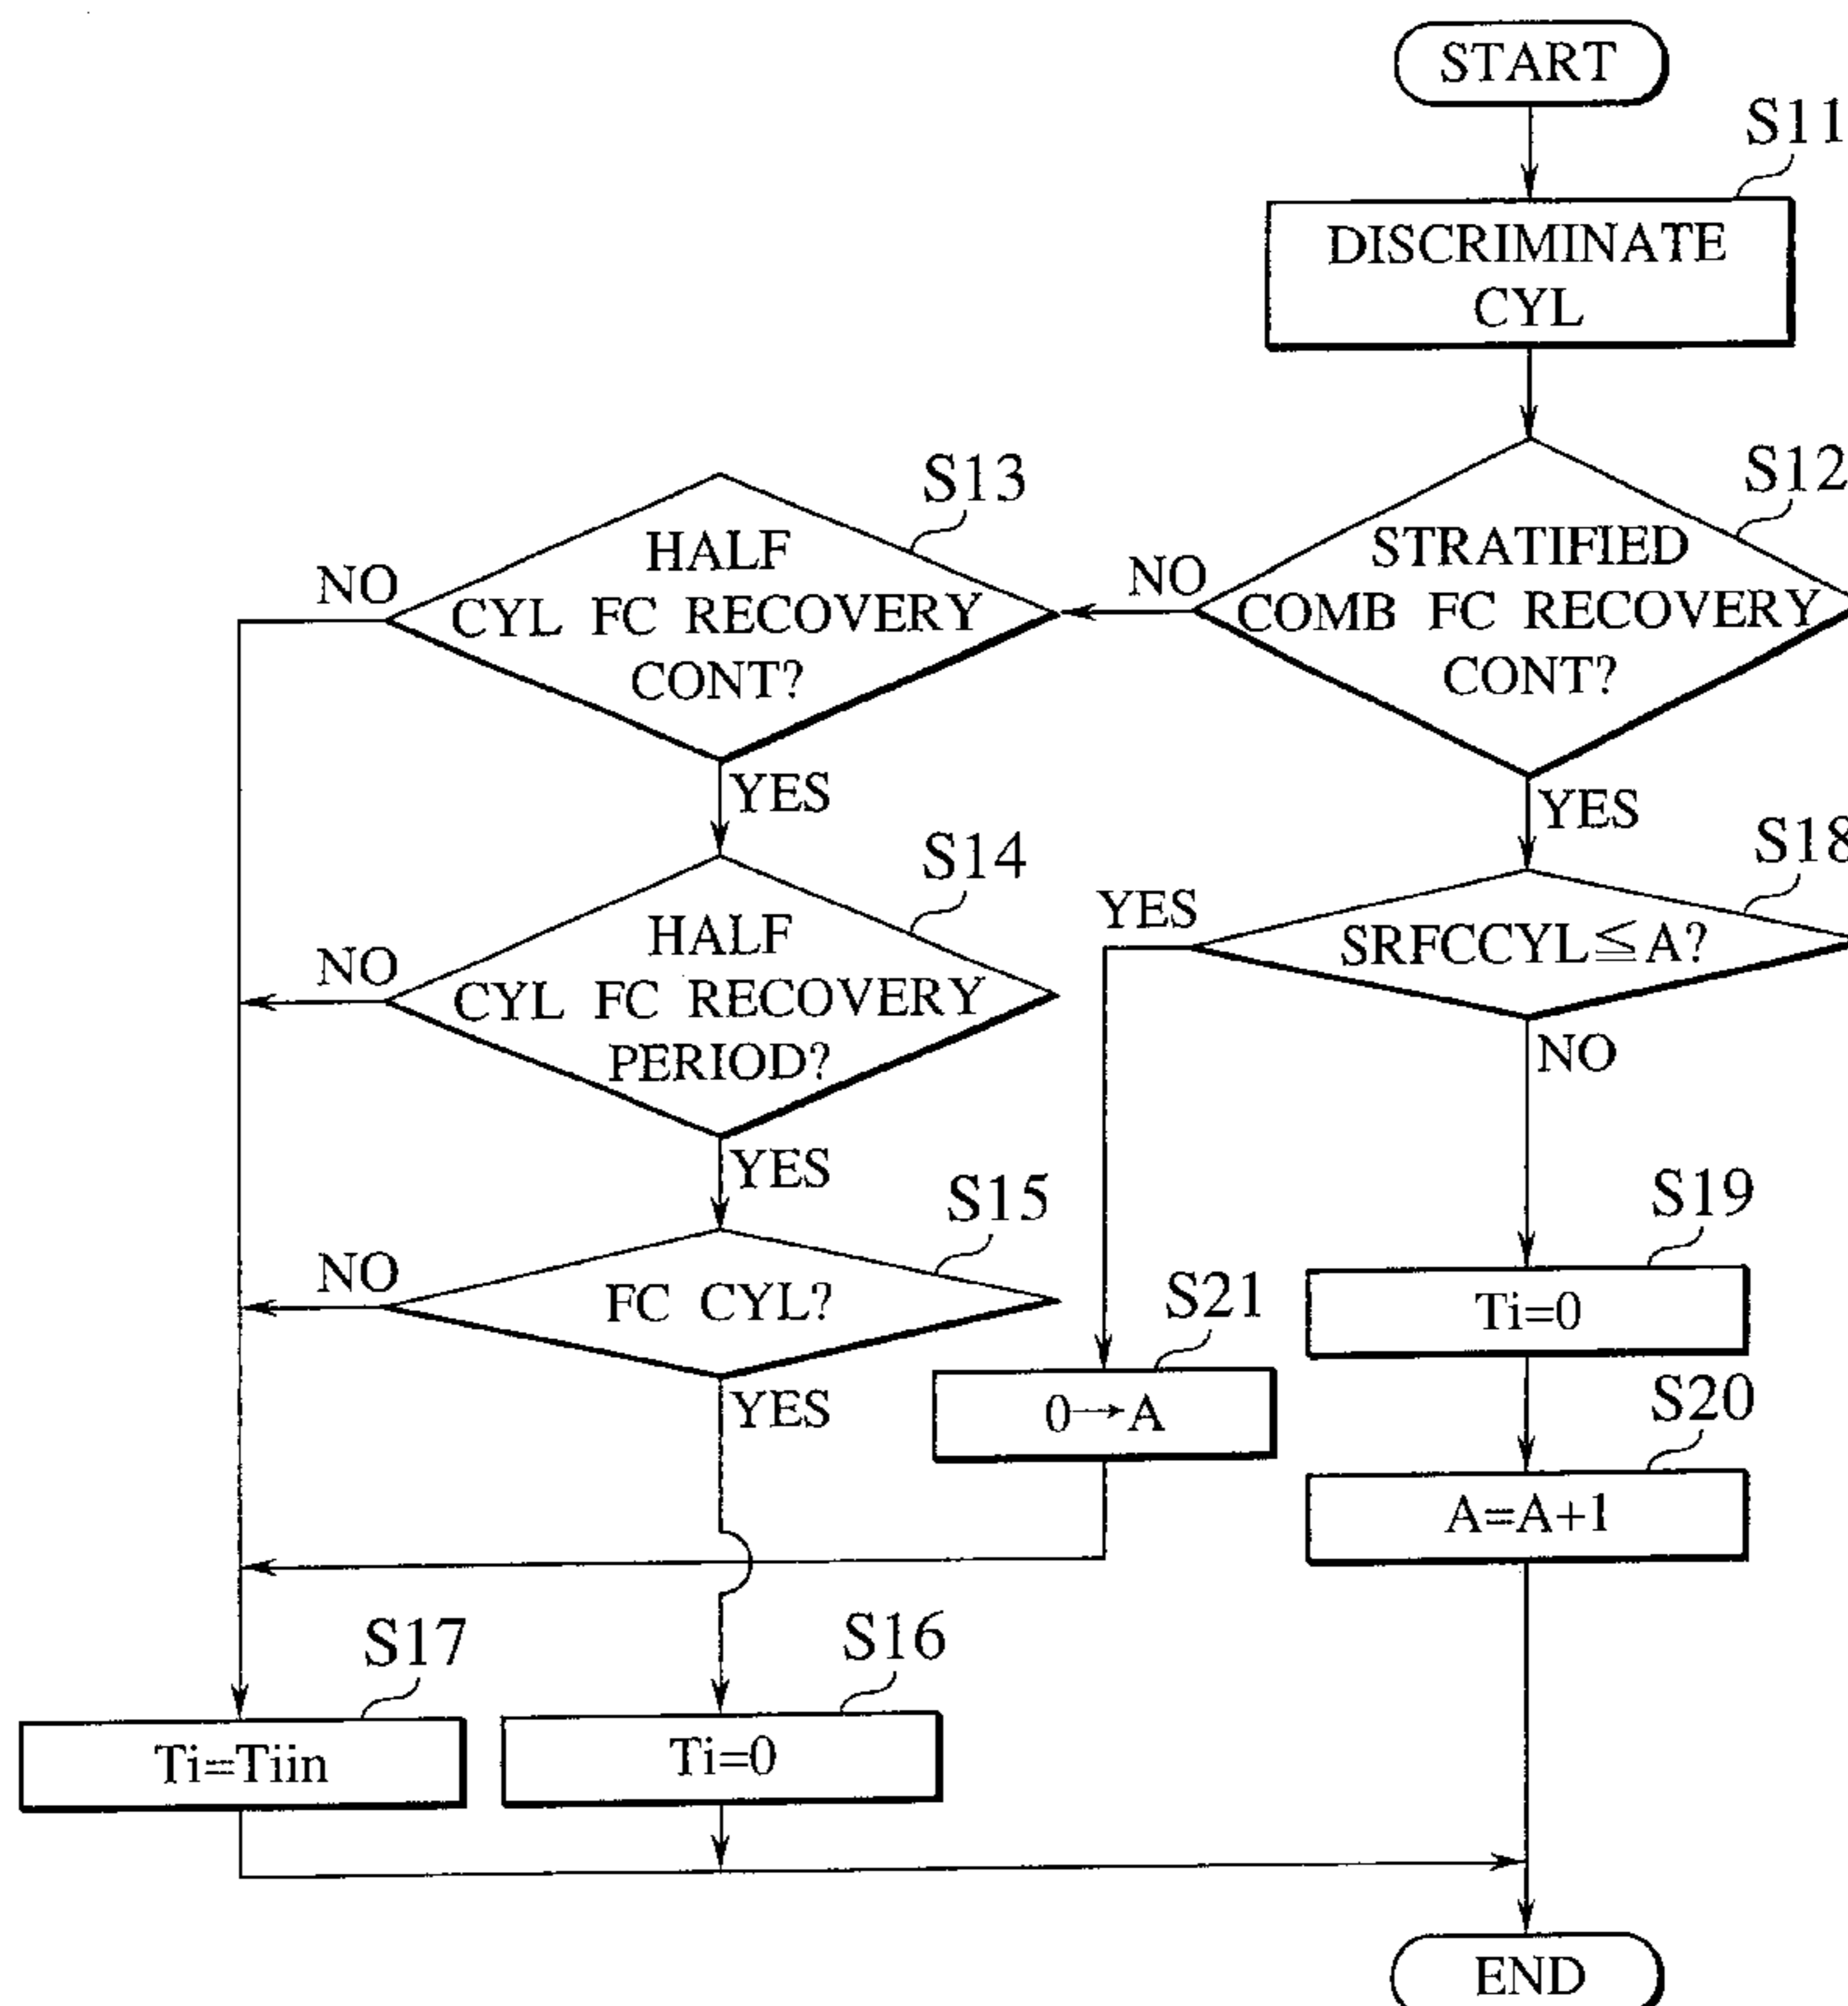 START
S11
DISCRIMINATE
CYL
S12
STRATIFIED
COMB FC RECOVERY
CONT?
NO
YES
S13
HALF
CYL FC RECOVERY
CONT?
NO
YES
S14
HALF
CYL FC RECOVERY
PERIOD?
NO
YES
S15
FC CYL?
NO
YES
S18
SRFCCYL≦A?
YES
NO
S21
0→A
S19
Ti=0
S20
A=A+1
S17
Ti=Tiin
S16
Ti=0
END